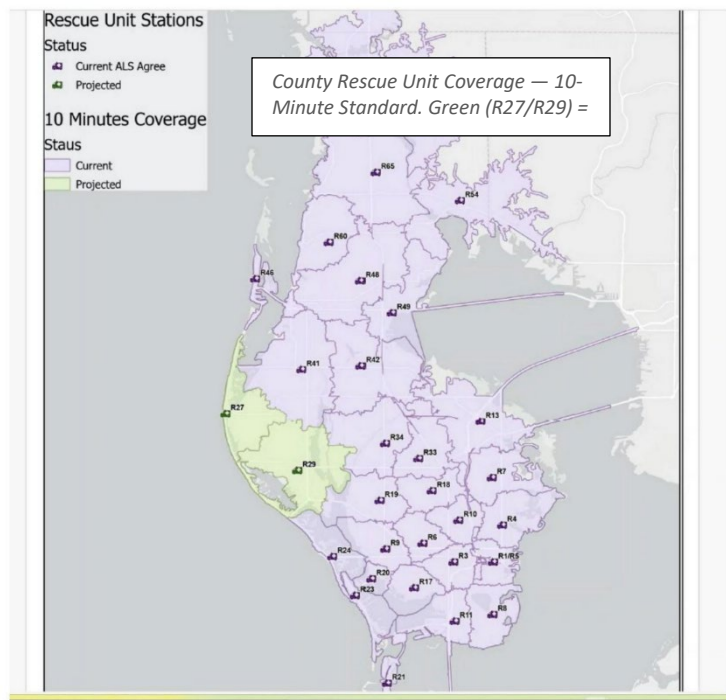 Rescue Unit Stations
Status
Current ALS Agree
Projected
10 Minutes Coverage
Staus
Current
Projected
County Rescue Unit Coverage — 10-
Minute Standard. Green (R27/R29) =
R65
R54
R60
R46
R48
R49
R41
R42
R27
R13
R34
R33
R29
R7
R18
R19
R10
R4
R6
R9
R24
R3
R1/R5
R20
R17
R23
R8
R11
R21